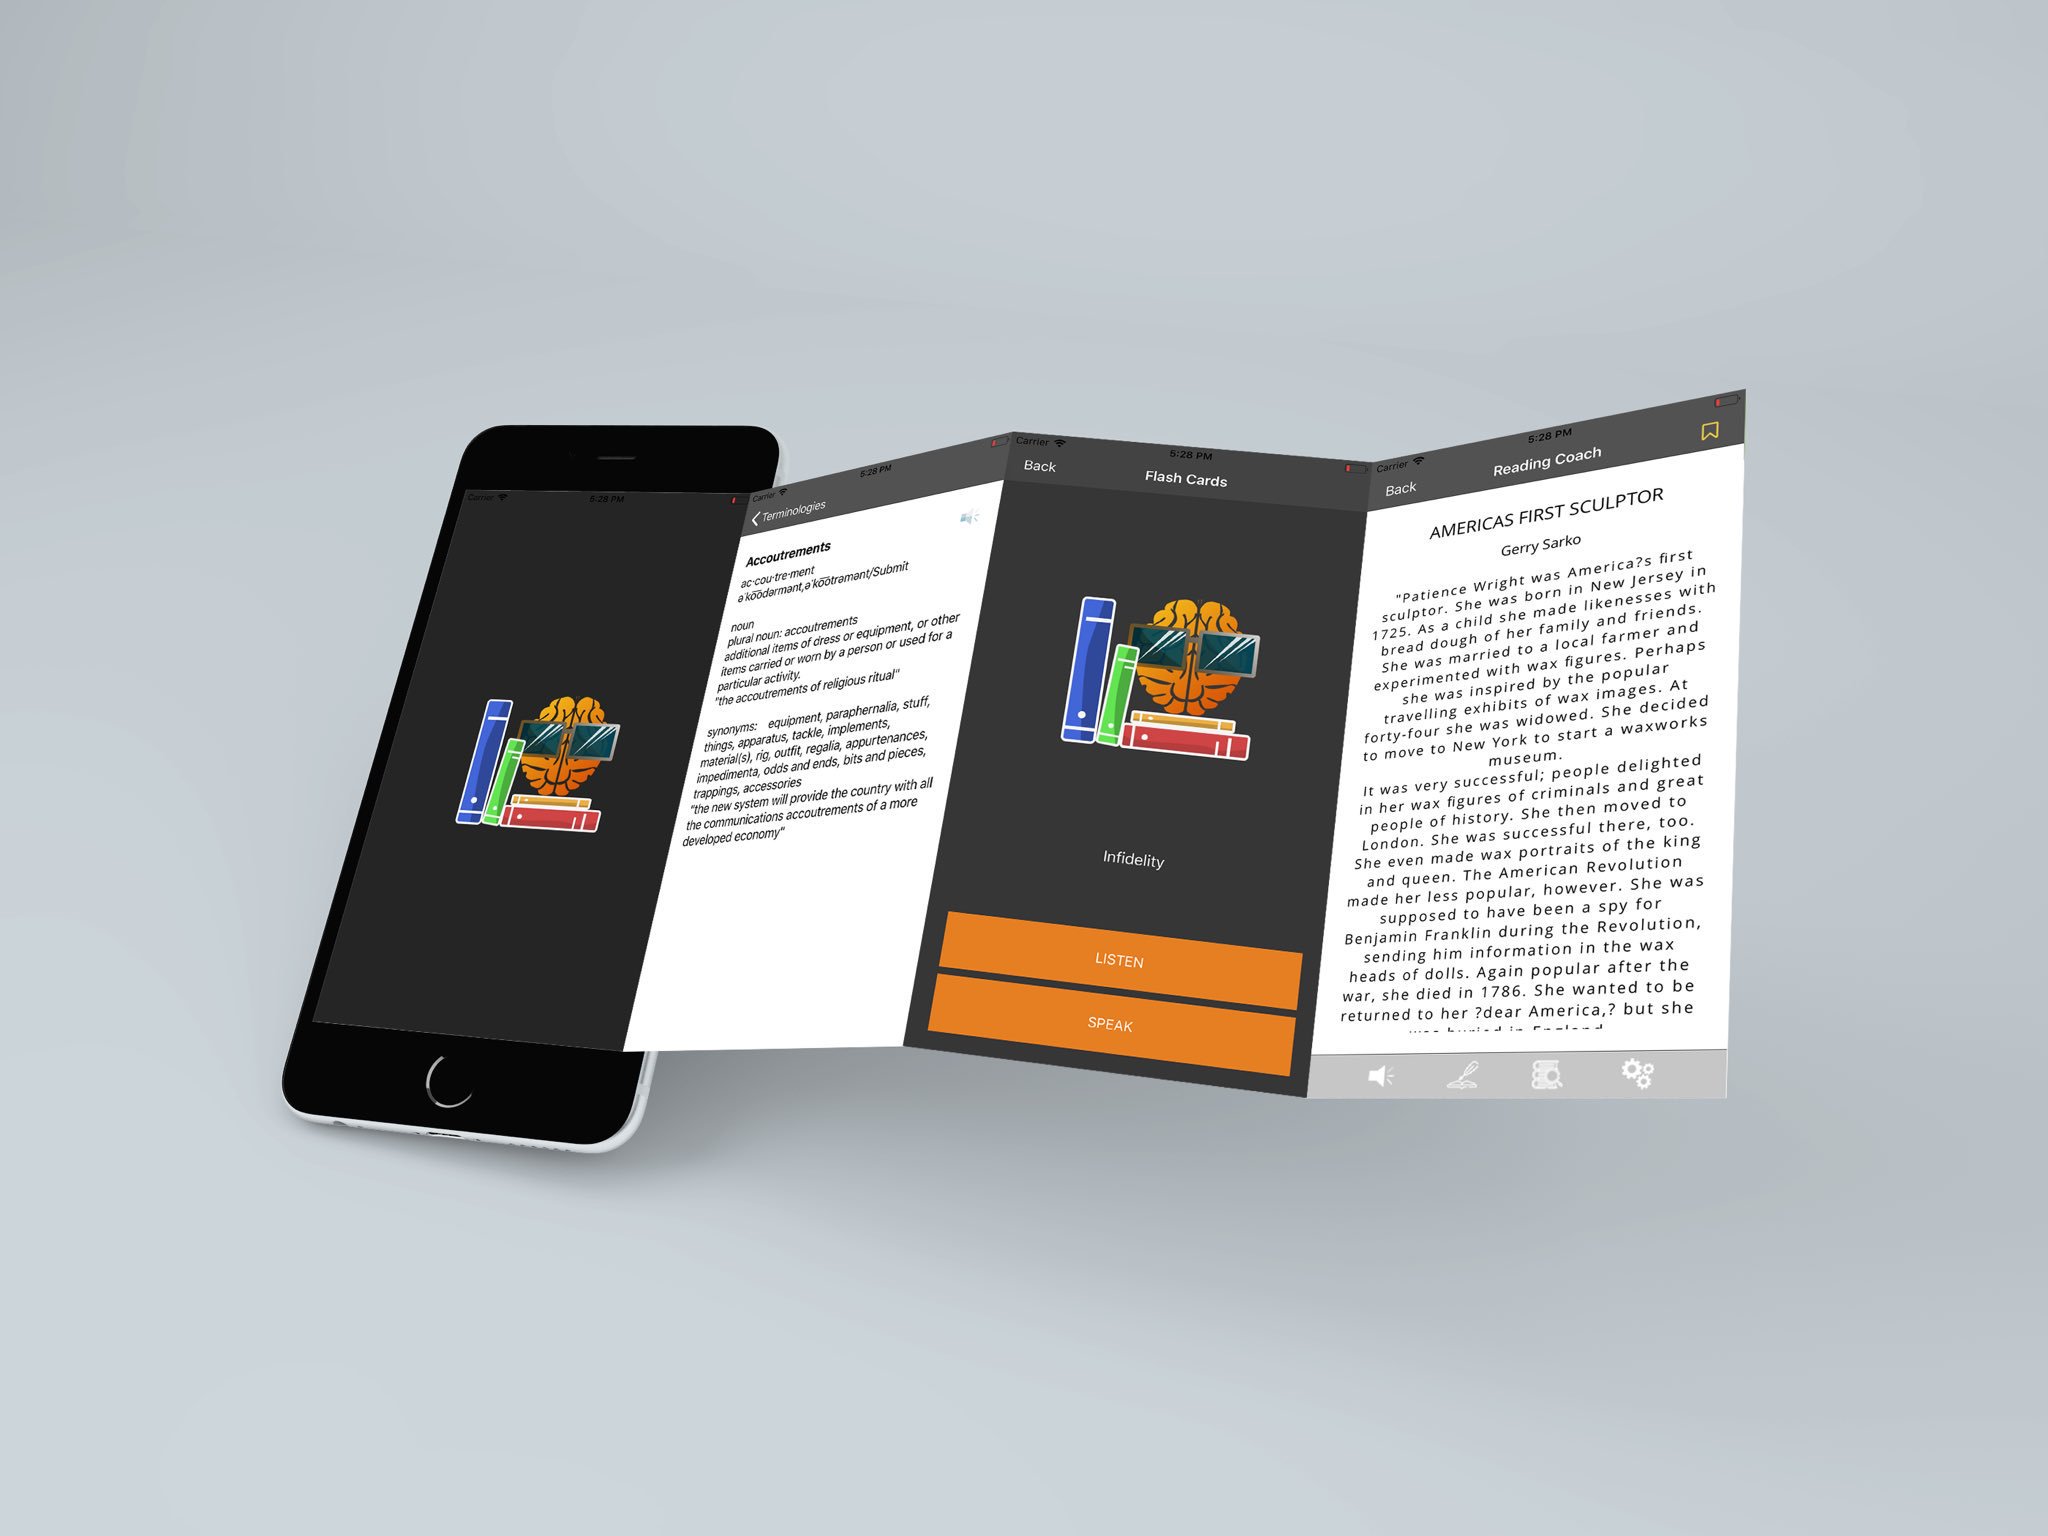 Carrier
5:28 PM
Carrier
5:28 PM
Terminologies
Accoutrements
ac·cou·tre·ment
əˈko͞odərmənt,əˈko͞otrəmənt/Submit
noun
plural noun: accoutrements
additional items of dress or equipment, or other
items carried or worn by a person or used for a
particular activity.
"the accoutrements of religious ritual"
synonyms: equipment, paraphernalia, stuff,
things, apparatus, tackle, implements,
material(s), rig, outfit, regalia, appurtenances,
impedimenta, odds and ends, bits and pieces,
trappings, accessories
"the new system will provide the country with all
the communications accoutrements of a more
developed economy"
Carrier
5:28 PM
Back
Flash Cards
Infidelity
LISTEN
SPEAK
Carrier
5:28 PM
Back
Reading Coach
AMERICAS FIRST SCULPTOR
Gerry Sarko
"Patience Wright was America?s first
sculptor. She was born in New Jersey in
1725. As a child she made likenesses with
bread dough of her family and friends.
She was married to a local farmer and
experimented with wax figures. Perhaps
she was inspired by the popular
travelling exhibits of wax images. At
forty-four she was widowed. She decided
to move to New York to start a waxworks
museum.
It was very successful; people delighted
in her wax figures of criminals and great
people of history. She then moved to
London. She was successful there, too.
She even made wax portraits of the king
and queen. The American Revolution
made her less popular, however. She was
supposed to have been a spy for
Benjamin Franklin during the Revolution,
sending him information in the wax
heads of dolls. Again popular after the
war, she died in 1786. She wanted to be
returned to her ?dear America,? but she
was buried in England